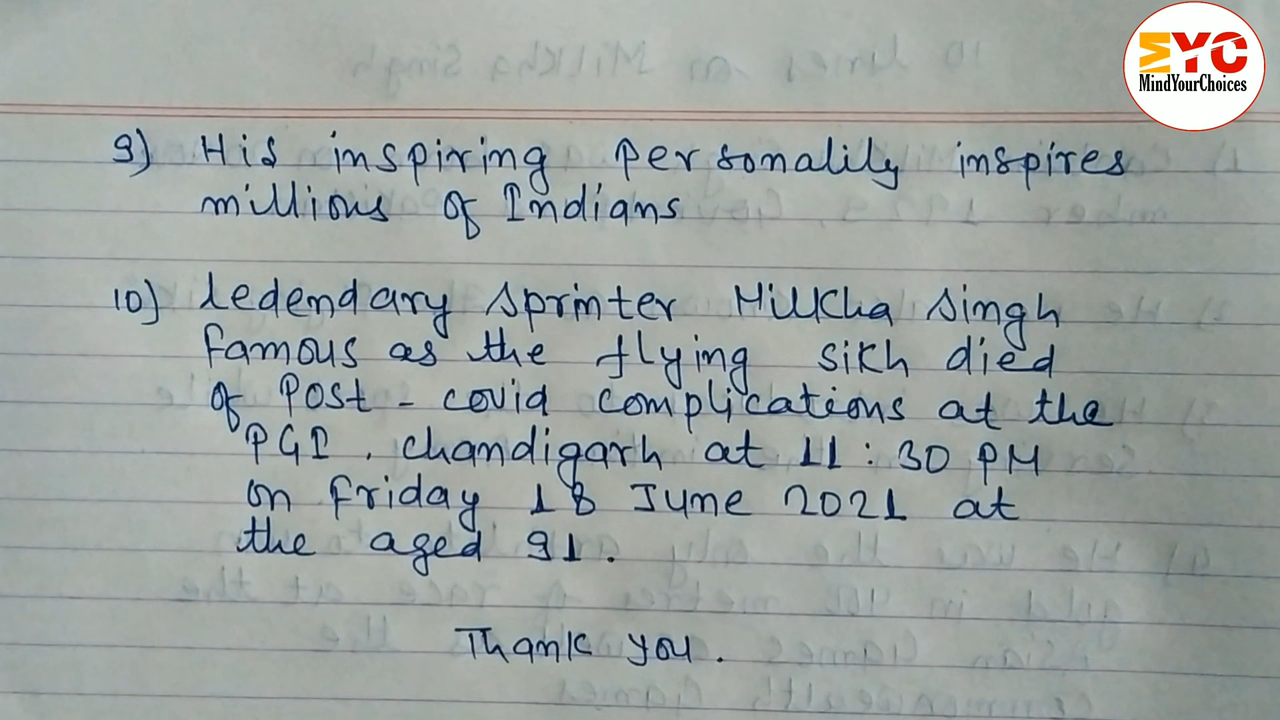 MYC
MindYourChoices
9) His inspiring personality inspires
millions of Indians
10) Ledendary sprinter Milkha Singh
famous as the flying sikh died
of Post - covid complications at the
PGI, chandigarh at 11:30 PM
on friday 18 June 2021 at
the aged 91.
Thank you.